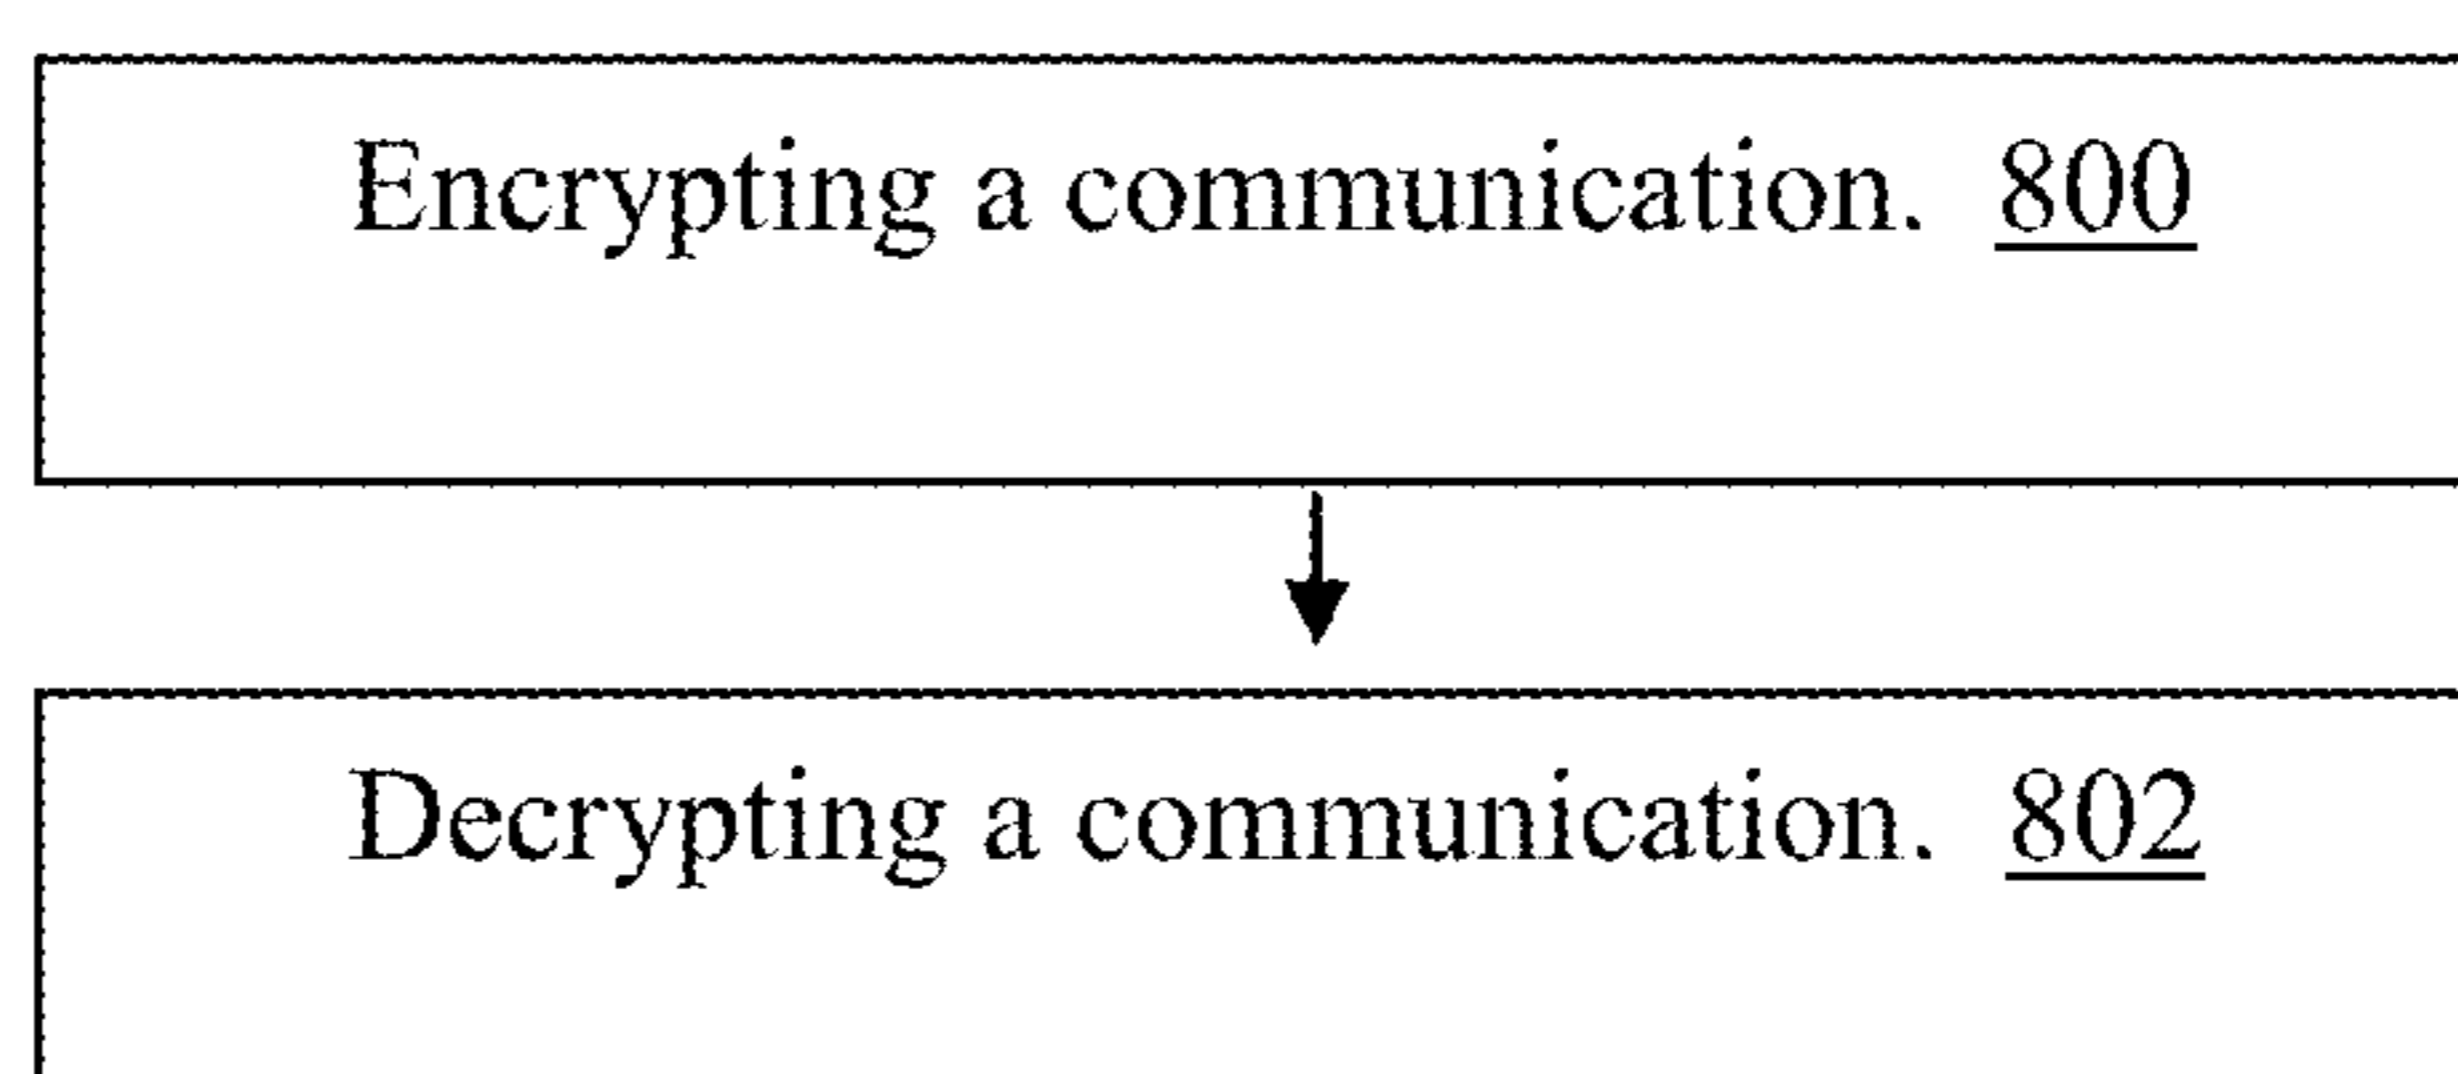 Encrypting a communication. 800
Decrypting a communication. 802